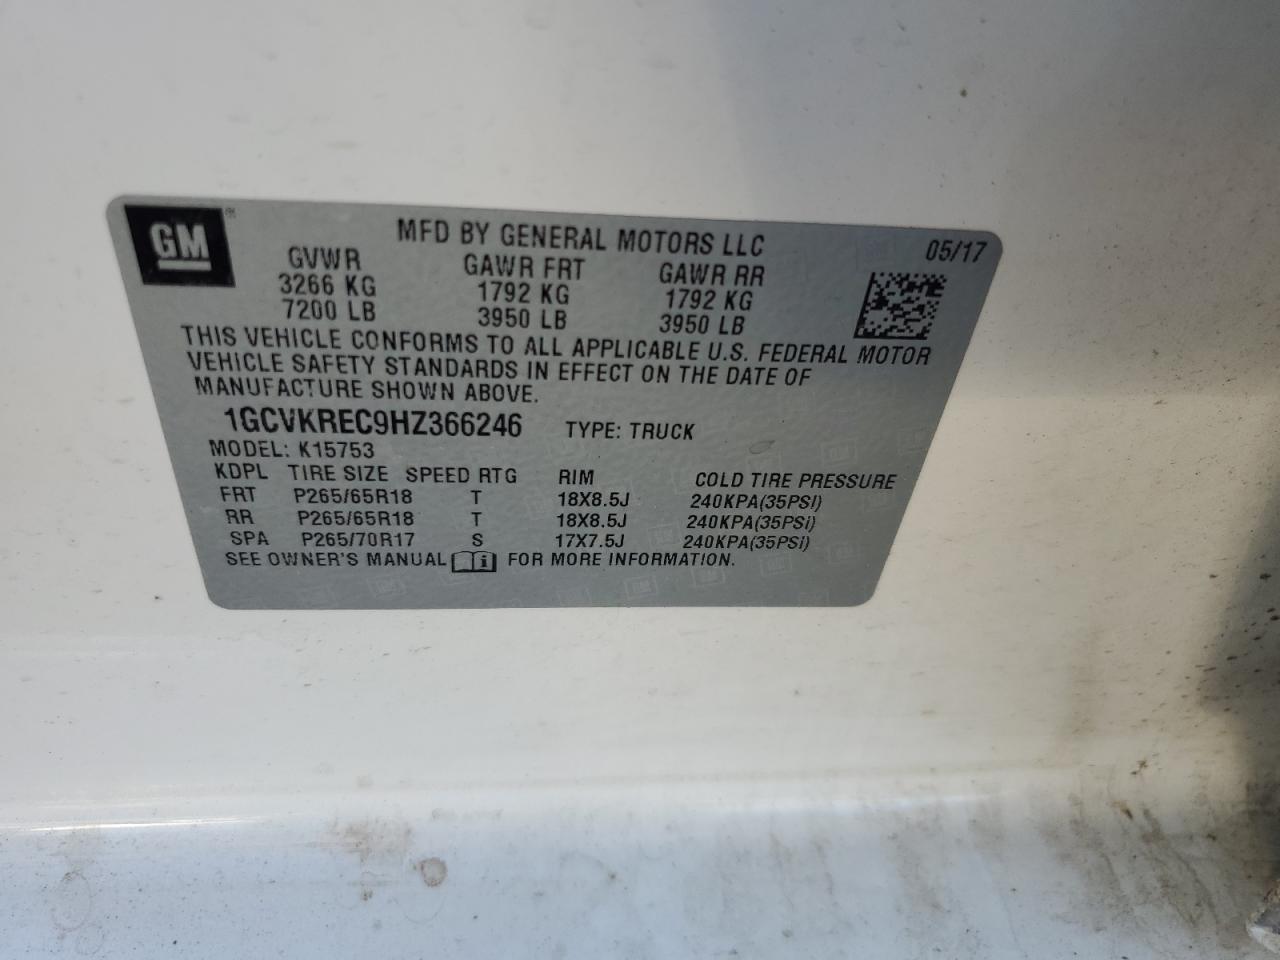 GM®
MFD BY GENERAL MOTORS LLC 05/17
GVWR GAWR FRT GAWR RR
3266 KG 1792 KG 1792 KG
7200 LB 3950 LB 3950 LB
THIS VEHICLE CONFORMS TO ALL APPLICABLE U.S. FEDERAL MOTOR
VEHICLE SAFETY STANDARDS IN EFFECT ON THE DATE OF
MANUFACTURE SHOWN ABOVE.
1GCVKREC9HZ366246 TYPE: TRUCK
MODEL: K15753
KDPL TIRE SIZE SPEED RTG RIM COLD TIRE PRESSURE
FRT P265/65R18 T 18X8.5J 240KPA(35PSI)
RR P265/65R18 T 18X8.5J 240KPA(35PSI)
SPA P265/70R17 S 17X7.5J 240KPA(35PSI)
SEE OWNER'S MANUAL i FOR MORE INFORMATION.